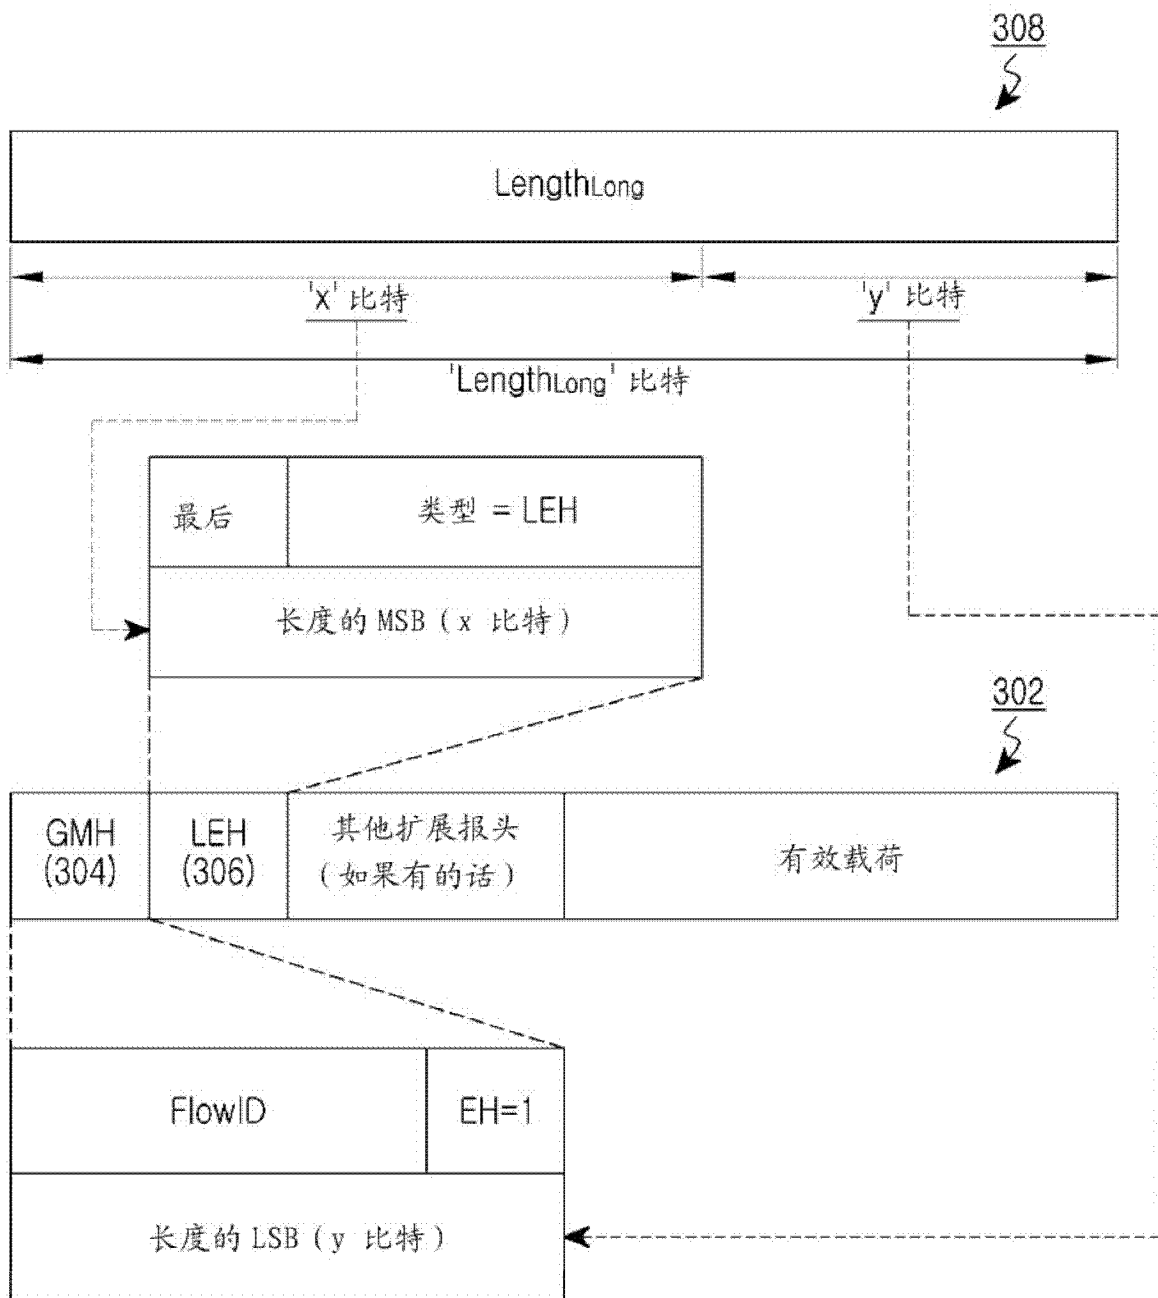 308
LengthLong
'x' 比特
'y' 比特
'LengthLong' 比特
最后
类型 = LEH
长度的 MSB ( x 比特 )
302
GMH
(304)
LEH
(306)
其他扩展报头
( 如果有的话 )
有效载荷
FlowID
EH=1
长度的 LSB ( y 比特 )